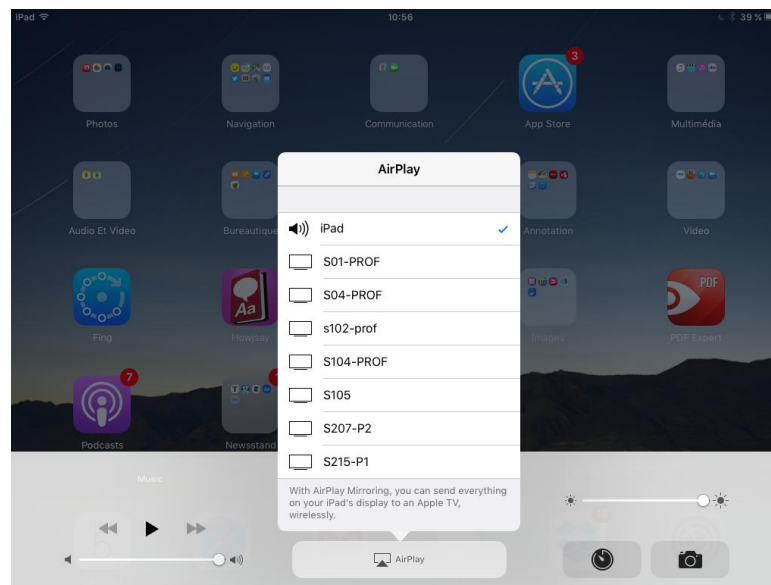 iPad
10:56
39 %
3
Photos
Navigation
Communication
App Store
Multimédia
AirPlay
Audio Et Video
Bureautique
Annotation
Video
iPad
S01-PROF
S04-PROF
s102-prof
S104-PROF
S105
S207-P2
S215-P1
Aa
PDF
Fing
Howjsay
Images
PDF Expert
7
Podcasts
Newsstand
With AirPlay Mirroring, you can send everything
on your iPad's display to an Apple TV,
wirelessly.
Music
AirPlay